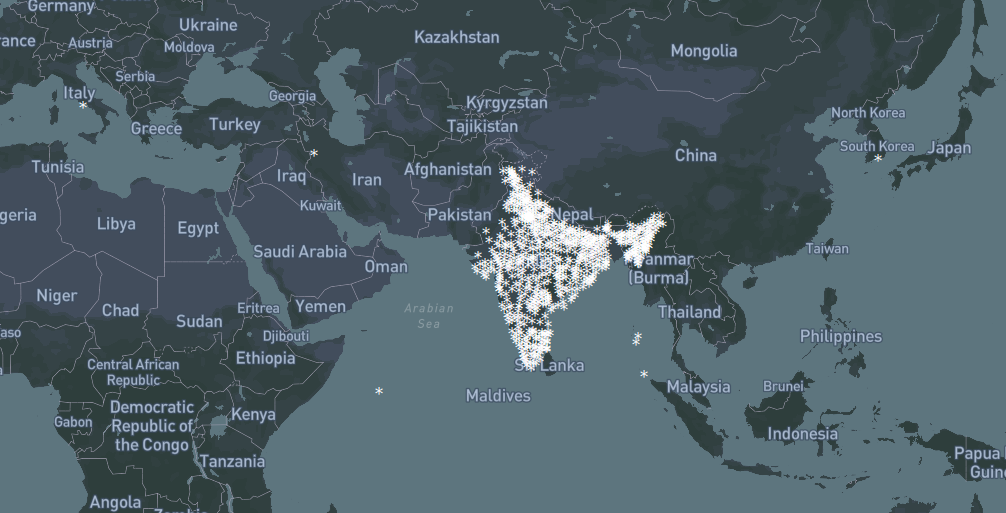 Germany
Ukraine
rance
Austria
Moldova
Kazakhstan
Mongolia
Serbia
Italy
Georgia
Kyrgyzstan
North Korea
Greece
Turkey
Tajikistan
South Korea
Japan
Tunisia
Iraq
Iran
Afghanistan
China
Kuwait
geria
Libya
Egypt
Pakistan
Nepal
Saudi Arabia
Oman
Taiwan
anmar
(Burma)
Niger
Chad
Sudan
Eritrea
Yemen
Arabian
Sea
Thailand
aso
Djibouti
Philippines
Ethiopia
Central African
Republic
Sri Lanka
Maldives
Malaysia
Brunei
Gabon
Democratic
Republic of
the Congo
Kenya
Indonesia
Tanzania
Papua
Guin
Angola